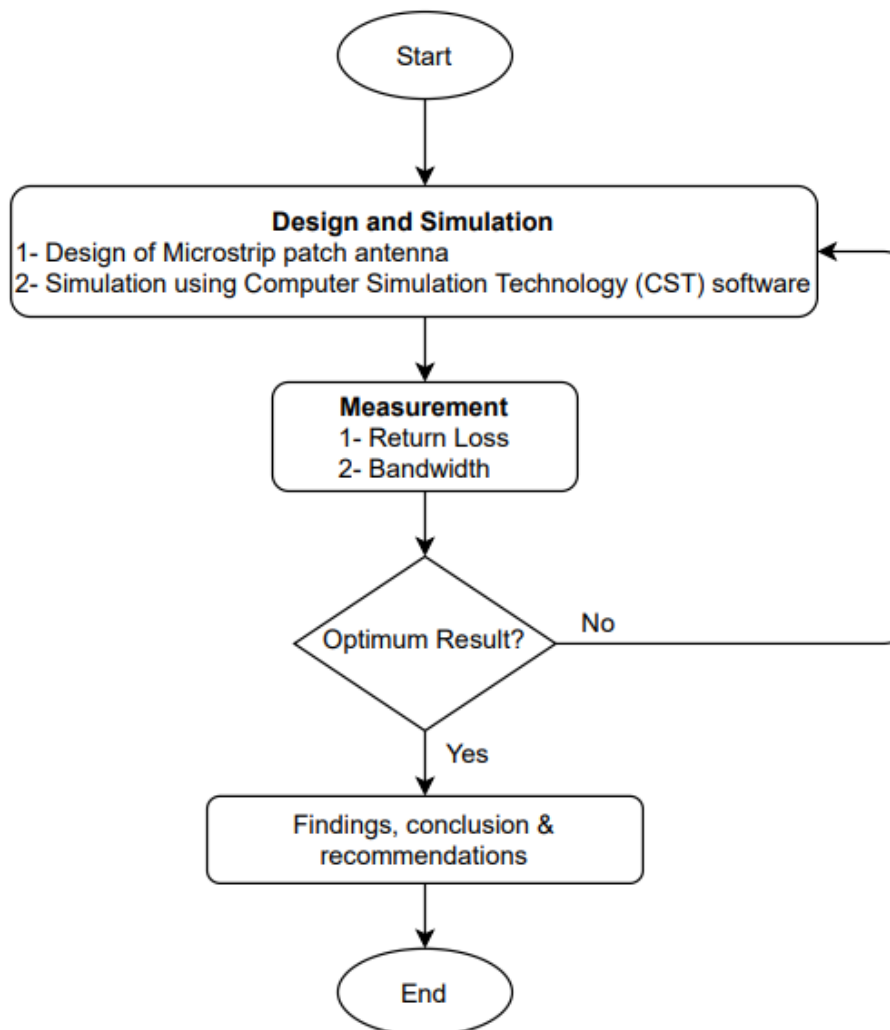 Start
Design and Simulation
1- Design of Microstrip patch antenna
2- Simulation using Computer Simulation Technology (CST) software
Measurement
1- Return Loss
2- Bandwidth
Optimum Result?
No
Yes
Findings, conclusion &
recommendations
End